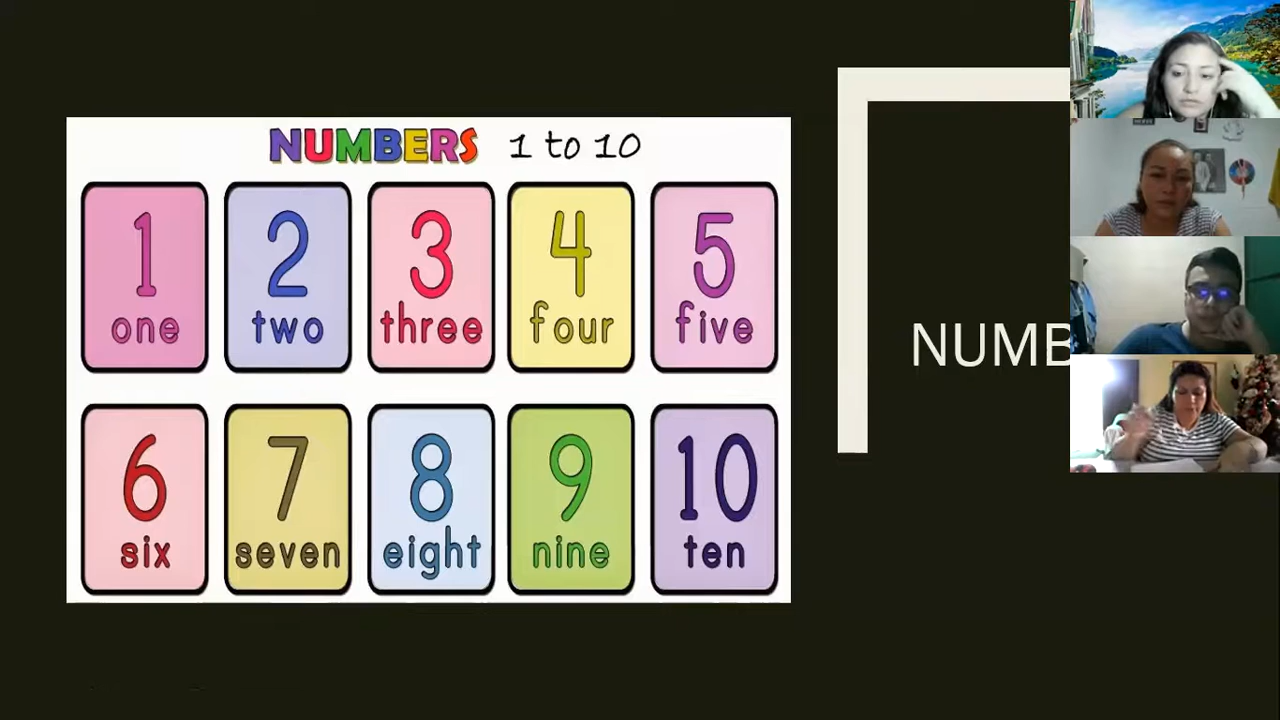 NUMBERS 1 to 10
1 2 3 4 5
one two three four five
6 7 8 9 10
six seven eight nine ten
NUMB